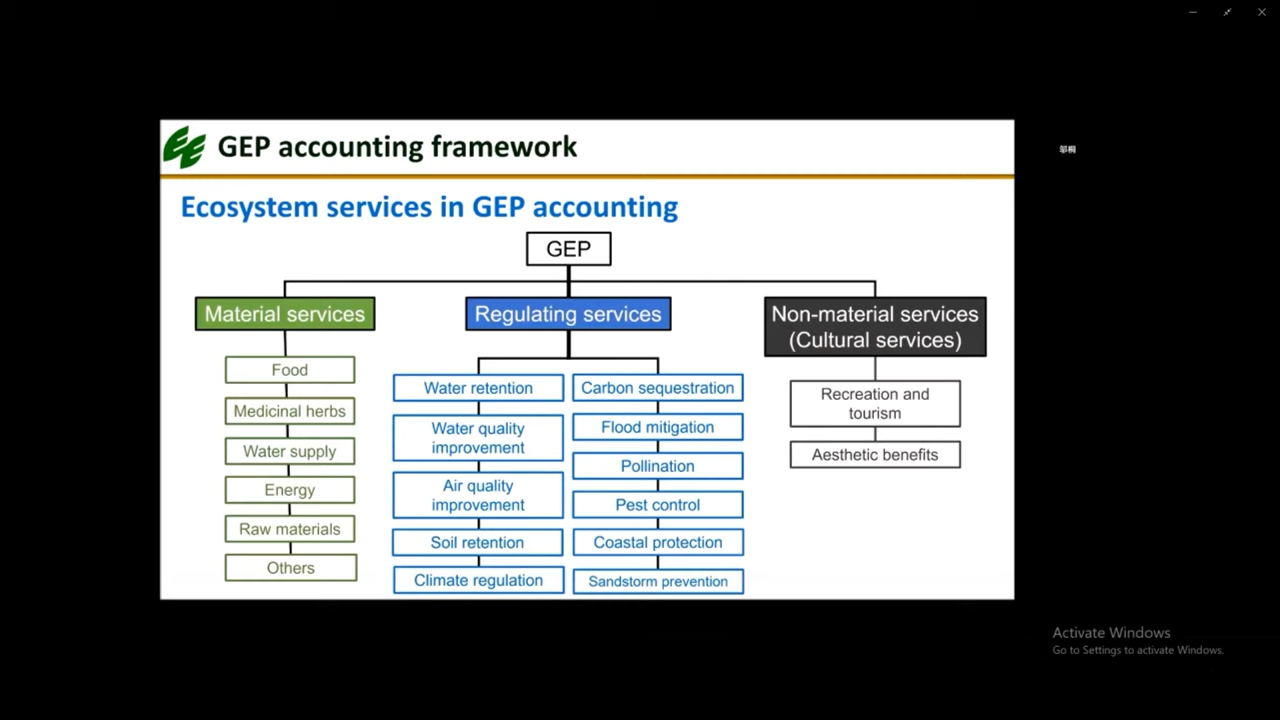 GEP accounting framework
Ecosystem services in GEP accounting
GEP
Material services
Food
Medicinal herbs
Water supply
Energy
Raw materials
Others
Regulating services
Water retention
Water quality
improvement
Air quality
improvement
Soil retention
Climate regulation
Carbon sequestration
Flood mitigation
Pollination
Pest control
Coastal protection
Sandstorm prevention
Non-material services
(Cultural services)
Recreation and
tourism
Aesthetic benefits
Activate Windows
Go to Settings to activate Windows.